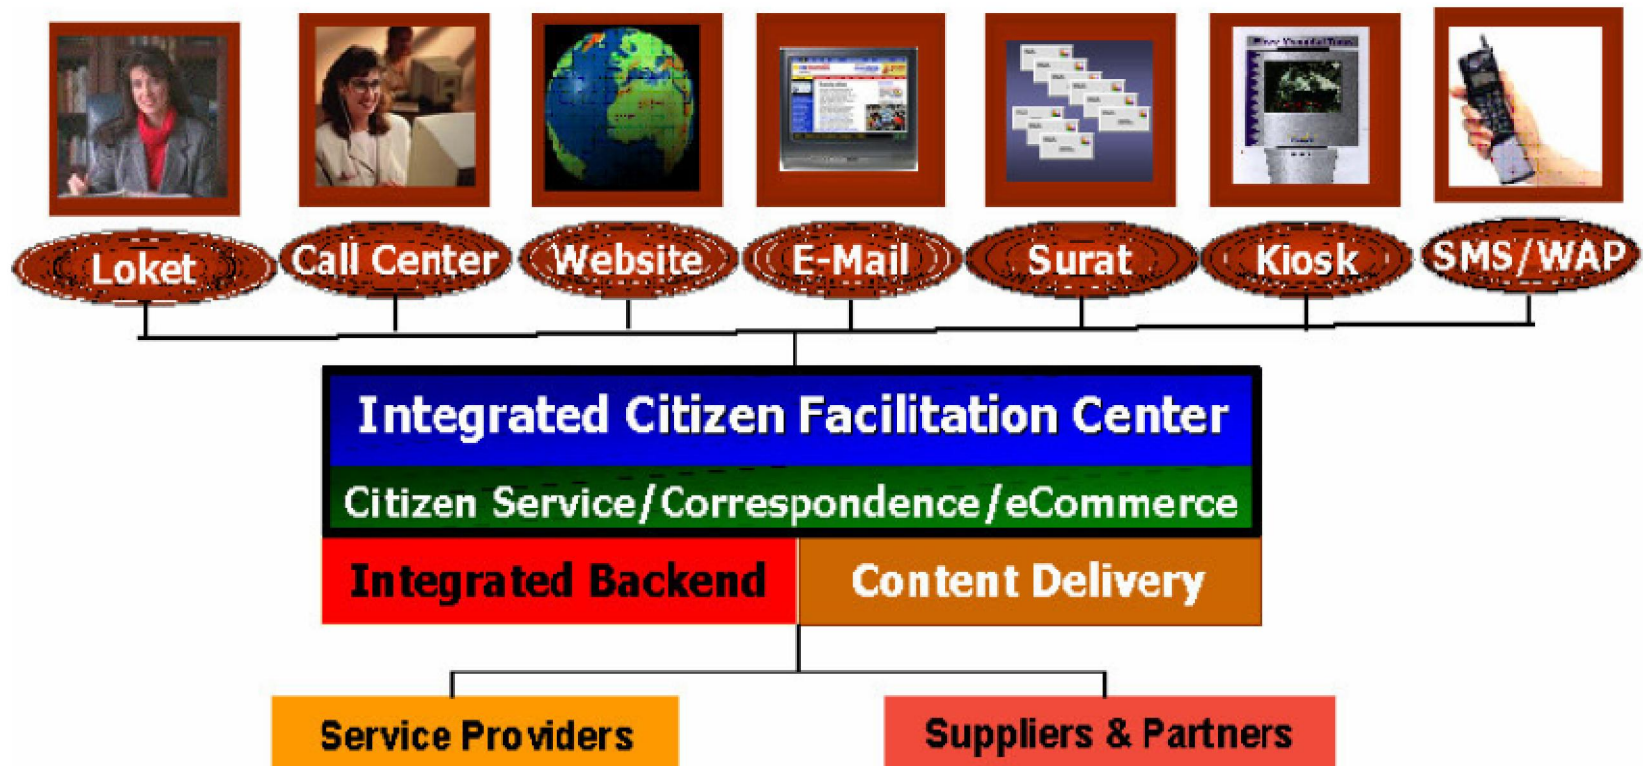 Loket
Call Center
Website
E-Mail
Surat
Kiosk
SMS/WAP
Integrated Citizen Facilitation Center
Citizen Service/Correspondence/eCommerce
Integrated Backend
Content Delivery
Service Providers
Suppliers & Partners